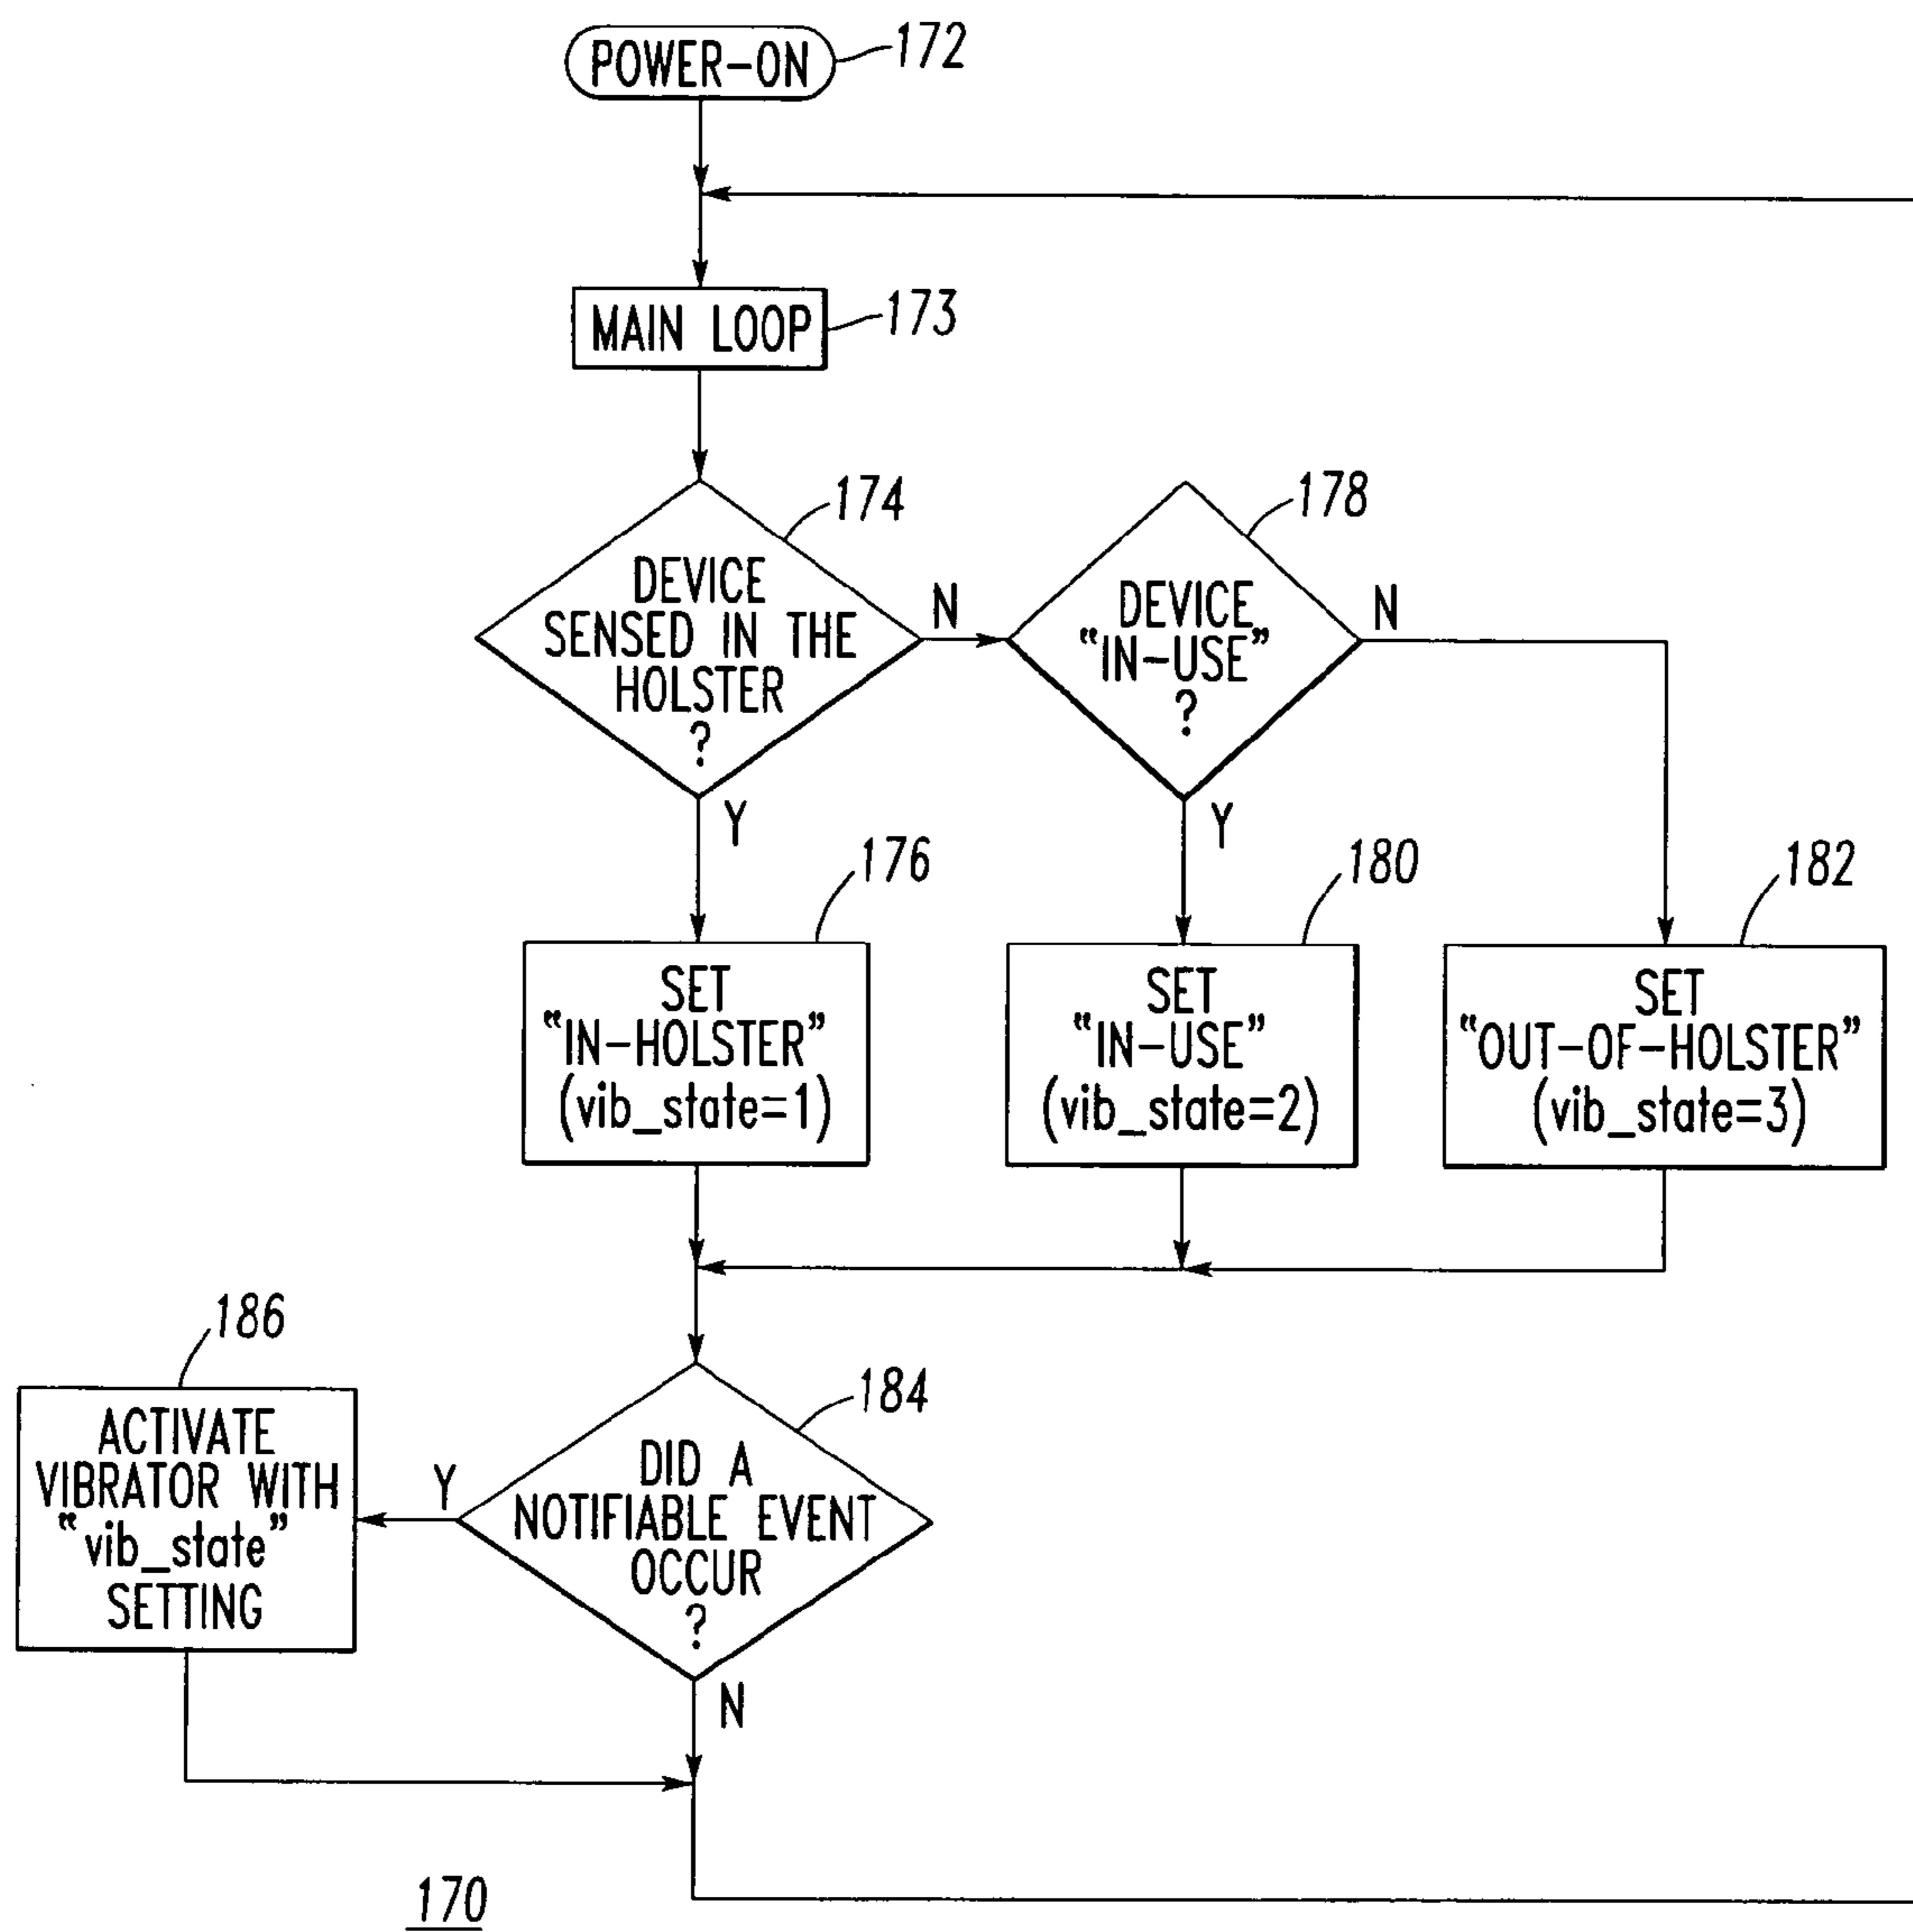 POWER-ON
172
MAIN LOOP
173
174
DEVICE
SENSED IN THE
HOLSTER
?
N
Y
178
DEVICE
“IN-USE”
?
N
Y
176
SET
“IN-HOLSTER”
(vib_state=1)
180
SET
“IN-USE”
(vib_state=2)
182
SET
“OUT-OF-HOLSTER”
(vib_state=3)
184
DID A
NOTIFIABLE EVENT
OCCUR
?
Y
N
186
ACTIVATE
VIBRATOR WITH
“vib_state”
SETTING
170